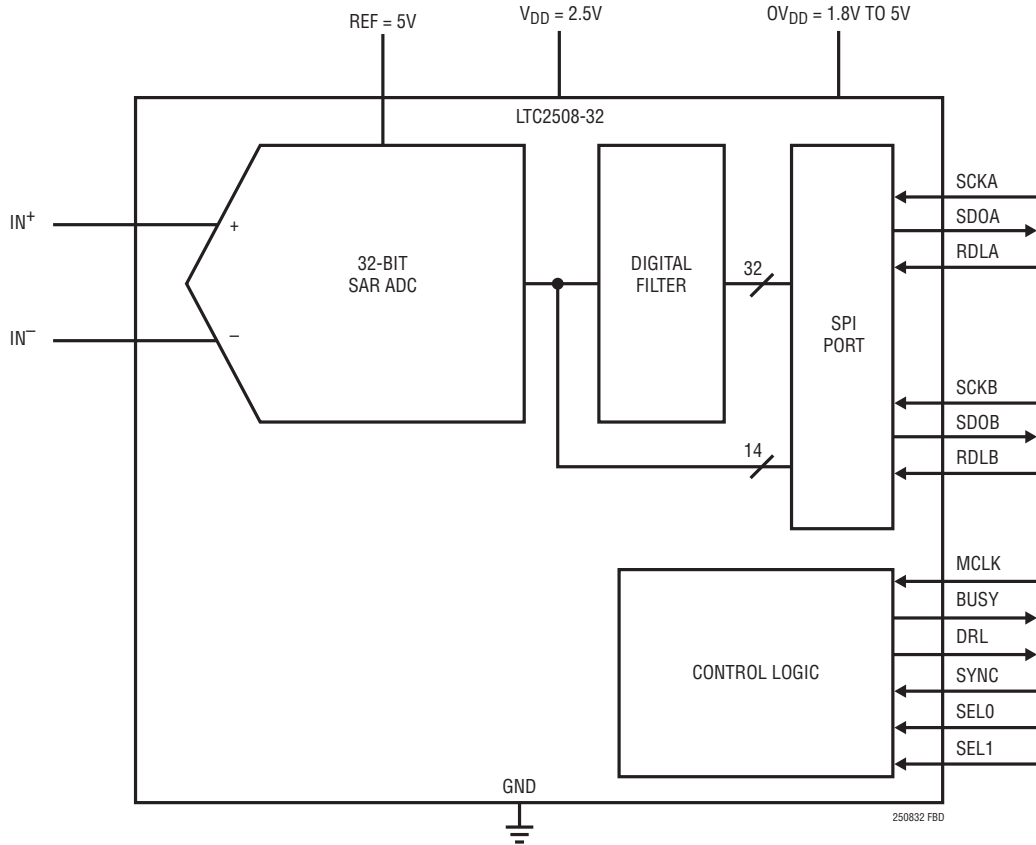 REF = 5V
VDD = 2.5V
OVDD = 1.8V TO 5V
LTC2508-32
IN+
+
32-BIT
SAR ADC
IN–
–
DIGITAL
FILTER
32
14
SPI
PORT
SCKA
SDOA
RDLA
SCKB
SDOB
RDLB
CONTROL LOGIC
MCLK
BUSY
DRL
SYNC
SEL0
SEL1
GND
250832 FBD